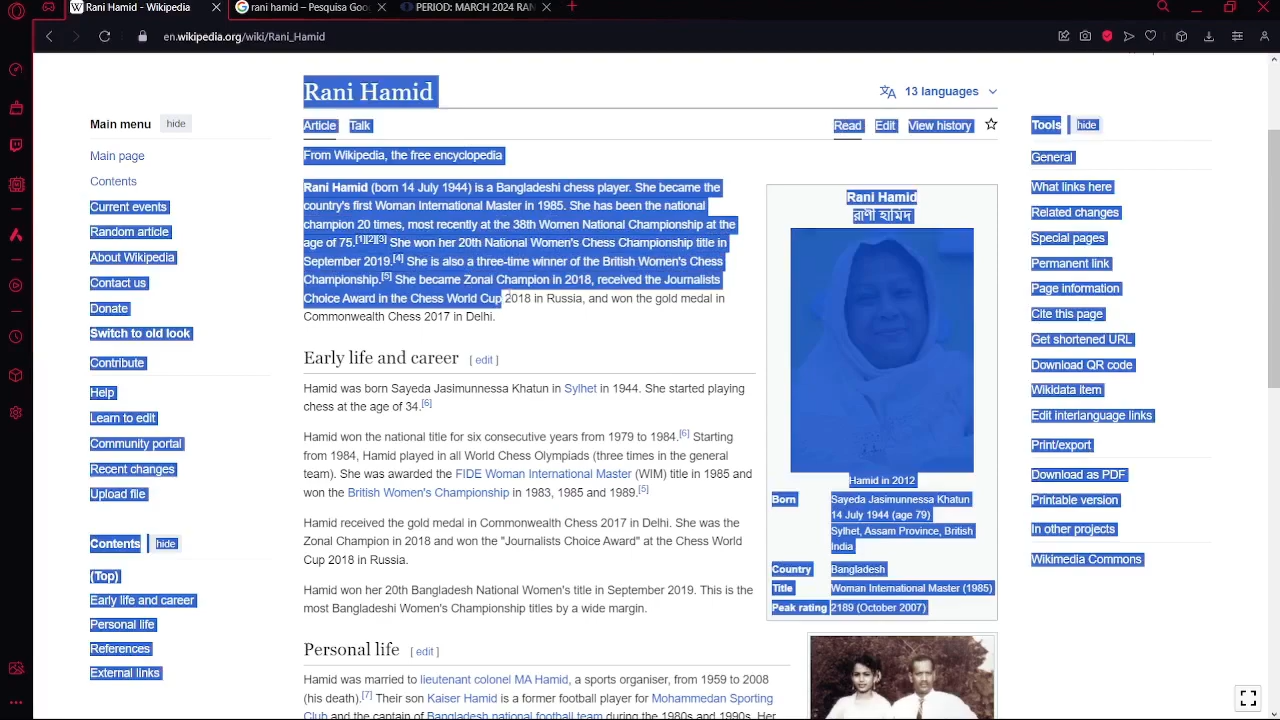 Rani Hamid - Wikipedia
rani hamid – Pesquisa Goo
PERIOD: MARCH 2024 RAN
en.wikipedia.org/wiki/Rani_Hamid
Rani Hamid
13 languages
Main menu hide
Main page
Contents
Current events
Random article
About Wikipedia
Contact us
Donate
Switch to old look
Contribute
Help
Learn to edit
Community portal
Recent changes
Upload file
Contents hide
(Top)
Early life and career
Personal life
References
External links
Article Talk
Read Edit View history
From Wikipedia, the free encyclopedia
Rani Hamid (born 14 July 1944) is a Bangladeshi chess player. She became the
country's first Woman International Master in 1985. She has been the national
champion 20 times, most recently at the 38th Women National Championship at the
age of 75.[1][2][3] She won her 20th National Women's Chess Championship title in
September 2019.[4] She is also a three-time winner of the British Women's Chess
Championship.[5] She became Zonal Champion in 2018, received the Journalists
Choice Award in the Chess World Cup 2018 in Russia, and won the gold medal in
Commonwealth Chess 2017 in Delhi.
Early life and career [ edit ]
Hamid was born Sayeda Jasimunnessa Khatun in Sylhet in 1944. She started playing
chess at the age of 34.[6]
Hamid won the national title for six consecutive years from 1979 to 1984.[6] Starting
from 1984, Hamid played in all World Chess Olympiads (three times in the general
team). She was awarded the FIDE Woman International Master (WIM) title in 1985 and
won the British Women's Championship in 1983, 1985 and 1989.[5]
Hamid received the gold medal in Commonwealth Chess 2017 in Delhi. She was the
Zonal Champion in 2018 and won the "Journalists Choice Award" at the Chess World
Cup 2018 in Russia.
Hamid won her 20th Bangladesh National Women's title in September 2019. This is the
most Bangladeshi Women's Championship titles by a wide margin.
Personal life [ edit ]
Hamid was married to lieutenant colonel MA Hamid, a sports organiser, from 1959 to 2008
(his death).[7] Their son Kaiser Hamid is a former football player for Mohammedan Sporting
Club and the captain of Bangladesh national football team during the 1980s and 1990s. Her
Rani Hamid
রাণী হামিদ
Hamid in 2012
Born Sayeda Jasimunnessa Khatun
14 July 1944 (age 79)
Sylhet, Assam Province, British
India
Country Bangladesh
Title Woman International Master (1985)
Peak rating 2189 (October 2007)
Tools hide
General
What links here
Related changes
Special pages
Permanent link
Page information
Cite this page
Get shortened URL
Download QR code
Wikidata item
Edit interlanguage links
Print/export
Download as PDF
Printable version
In other projects
Wikimedia Commons